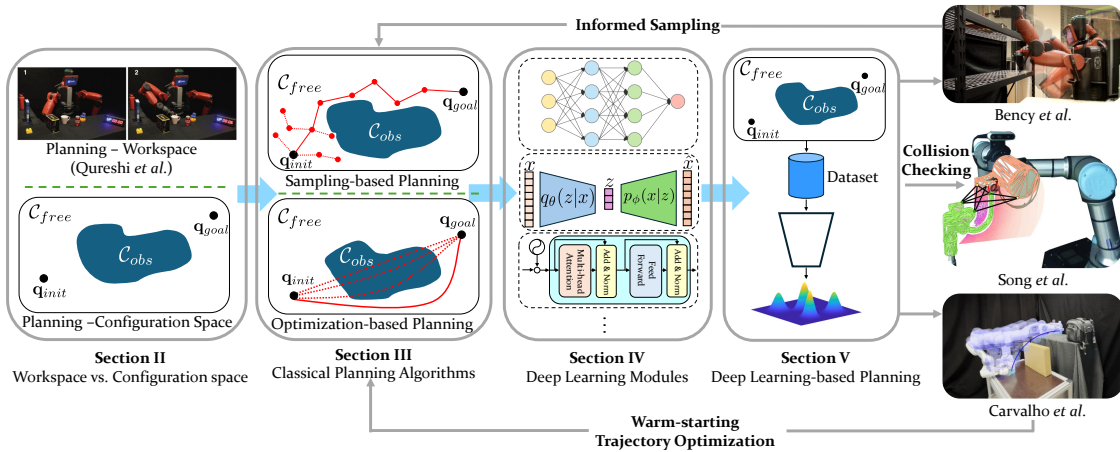 Informed Sampling
1
2
Planning – Workspace
(Qureshi et al.)
C_free
q_goal
C_obs
q_init
Planning –Configuration Space
Section II
Workspace vs. Configuration space
C_free
q_goal
C_obs
q_init
Sampling-based Planning
C_free
q_goal
C_obs
q_init
Optimization-based Planning
Section III
Classical Planning Algorithms
x
q_θ(z|x)
z
p_ϕ(x|z)
x
Multi-head
Attention
Add & Norm
Feed
Forward
Add & Norm
⋮
Section IV
Deep Learning Modules
C_free
q_goal
C_obs
q_init
Dataset
Section V
Deep Learning-based Planning
Bency et al.
Collision
Checking
d
Song et al.
Carvalho et al.
Warm-starting
Trajectory Optimization